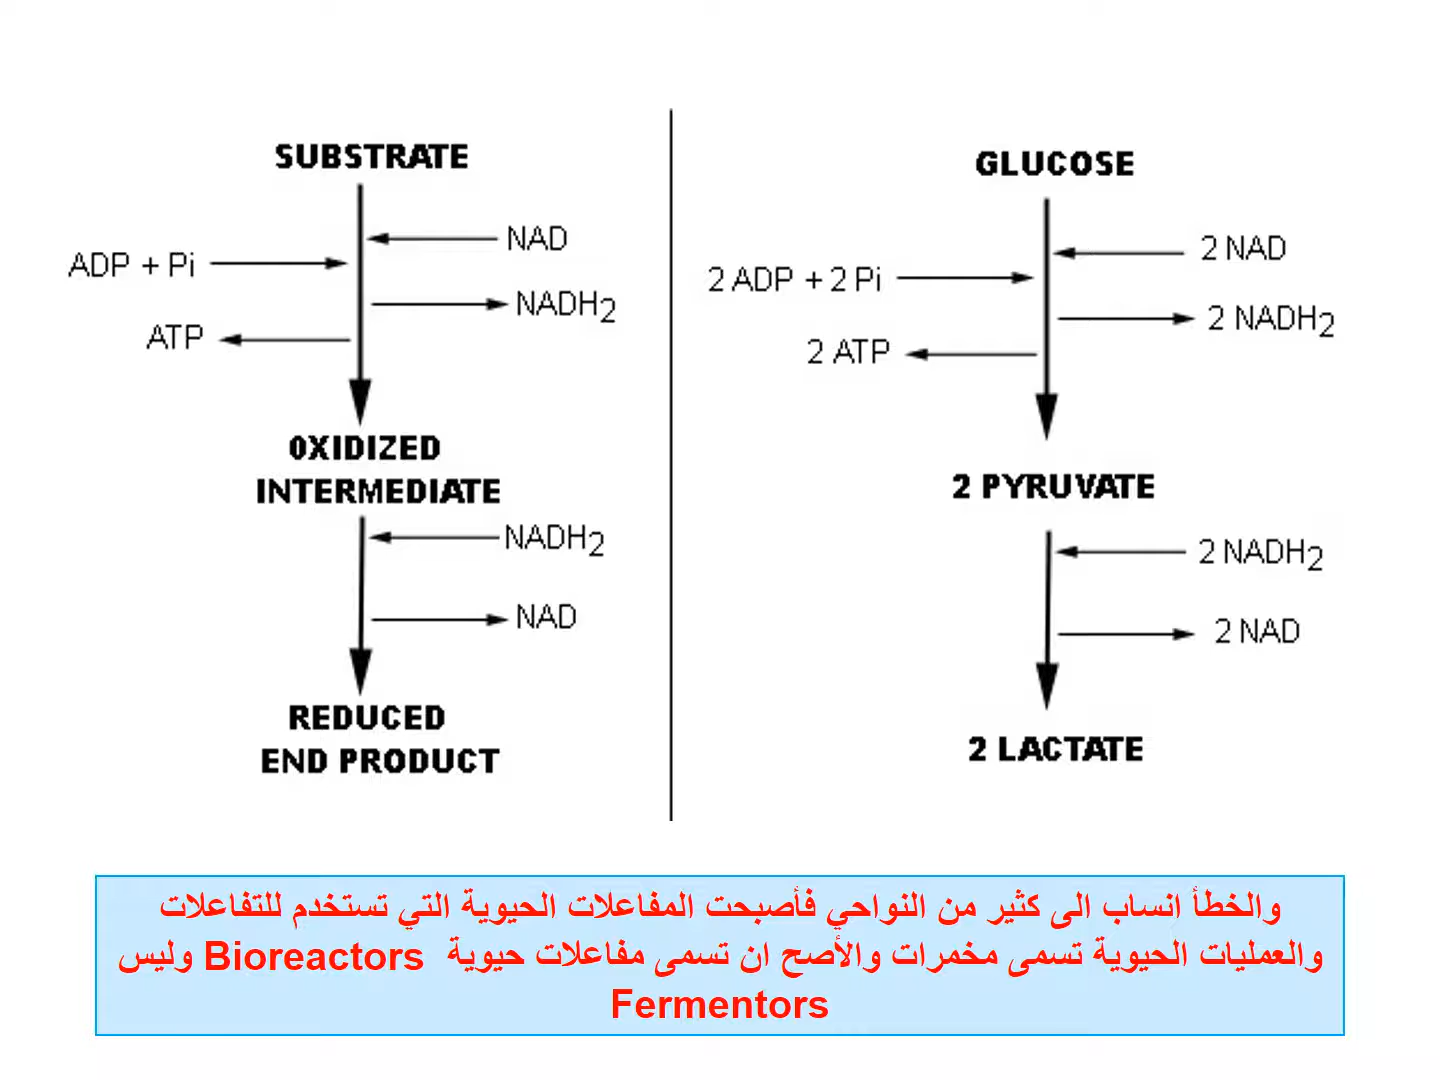 SUBSTRATE
NAD
ADP + Pi
NADH2
ATP
0XIDIZED
INTERMEDIATE
NADH2
NAD
REDUCED
END PRODUCT
GLUCOSE
2 NAD
2 ADP + 2 Pi
2 NADH2
2 ATP
2 PYRUVATE
2 NADH2
2 NAD
2 LACTATE
والخطأ انساب الى كثير من النواحي فأصبحت المفاعلات الحيوية التي تستخدم للتفاعلات
والعمليات الحيوية تسمى مخمرات والأصح ان تسمى مفاعلات حيوية Bioreactors وليس
Fermentors